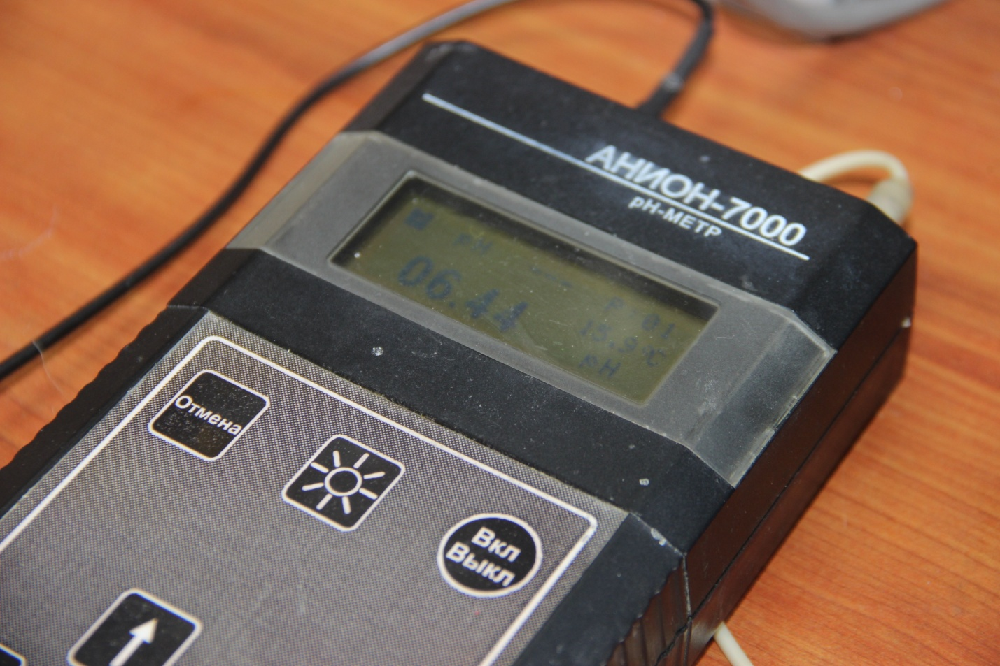 АНИОН-7000
pH-МЕТР
pH
06.44
15.9°C
pH
Отмена
Вкл
Выкл